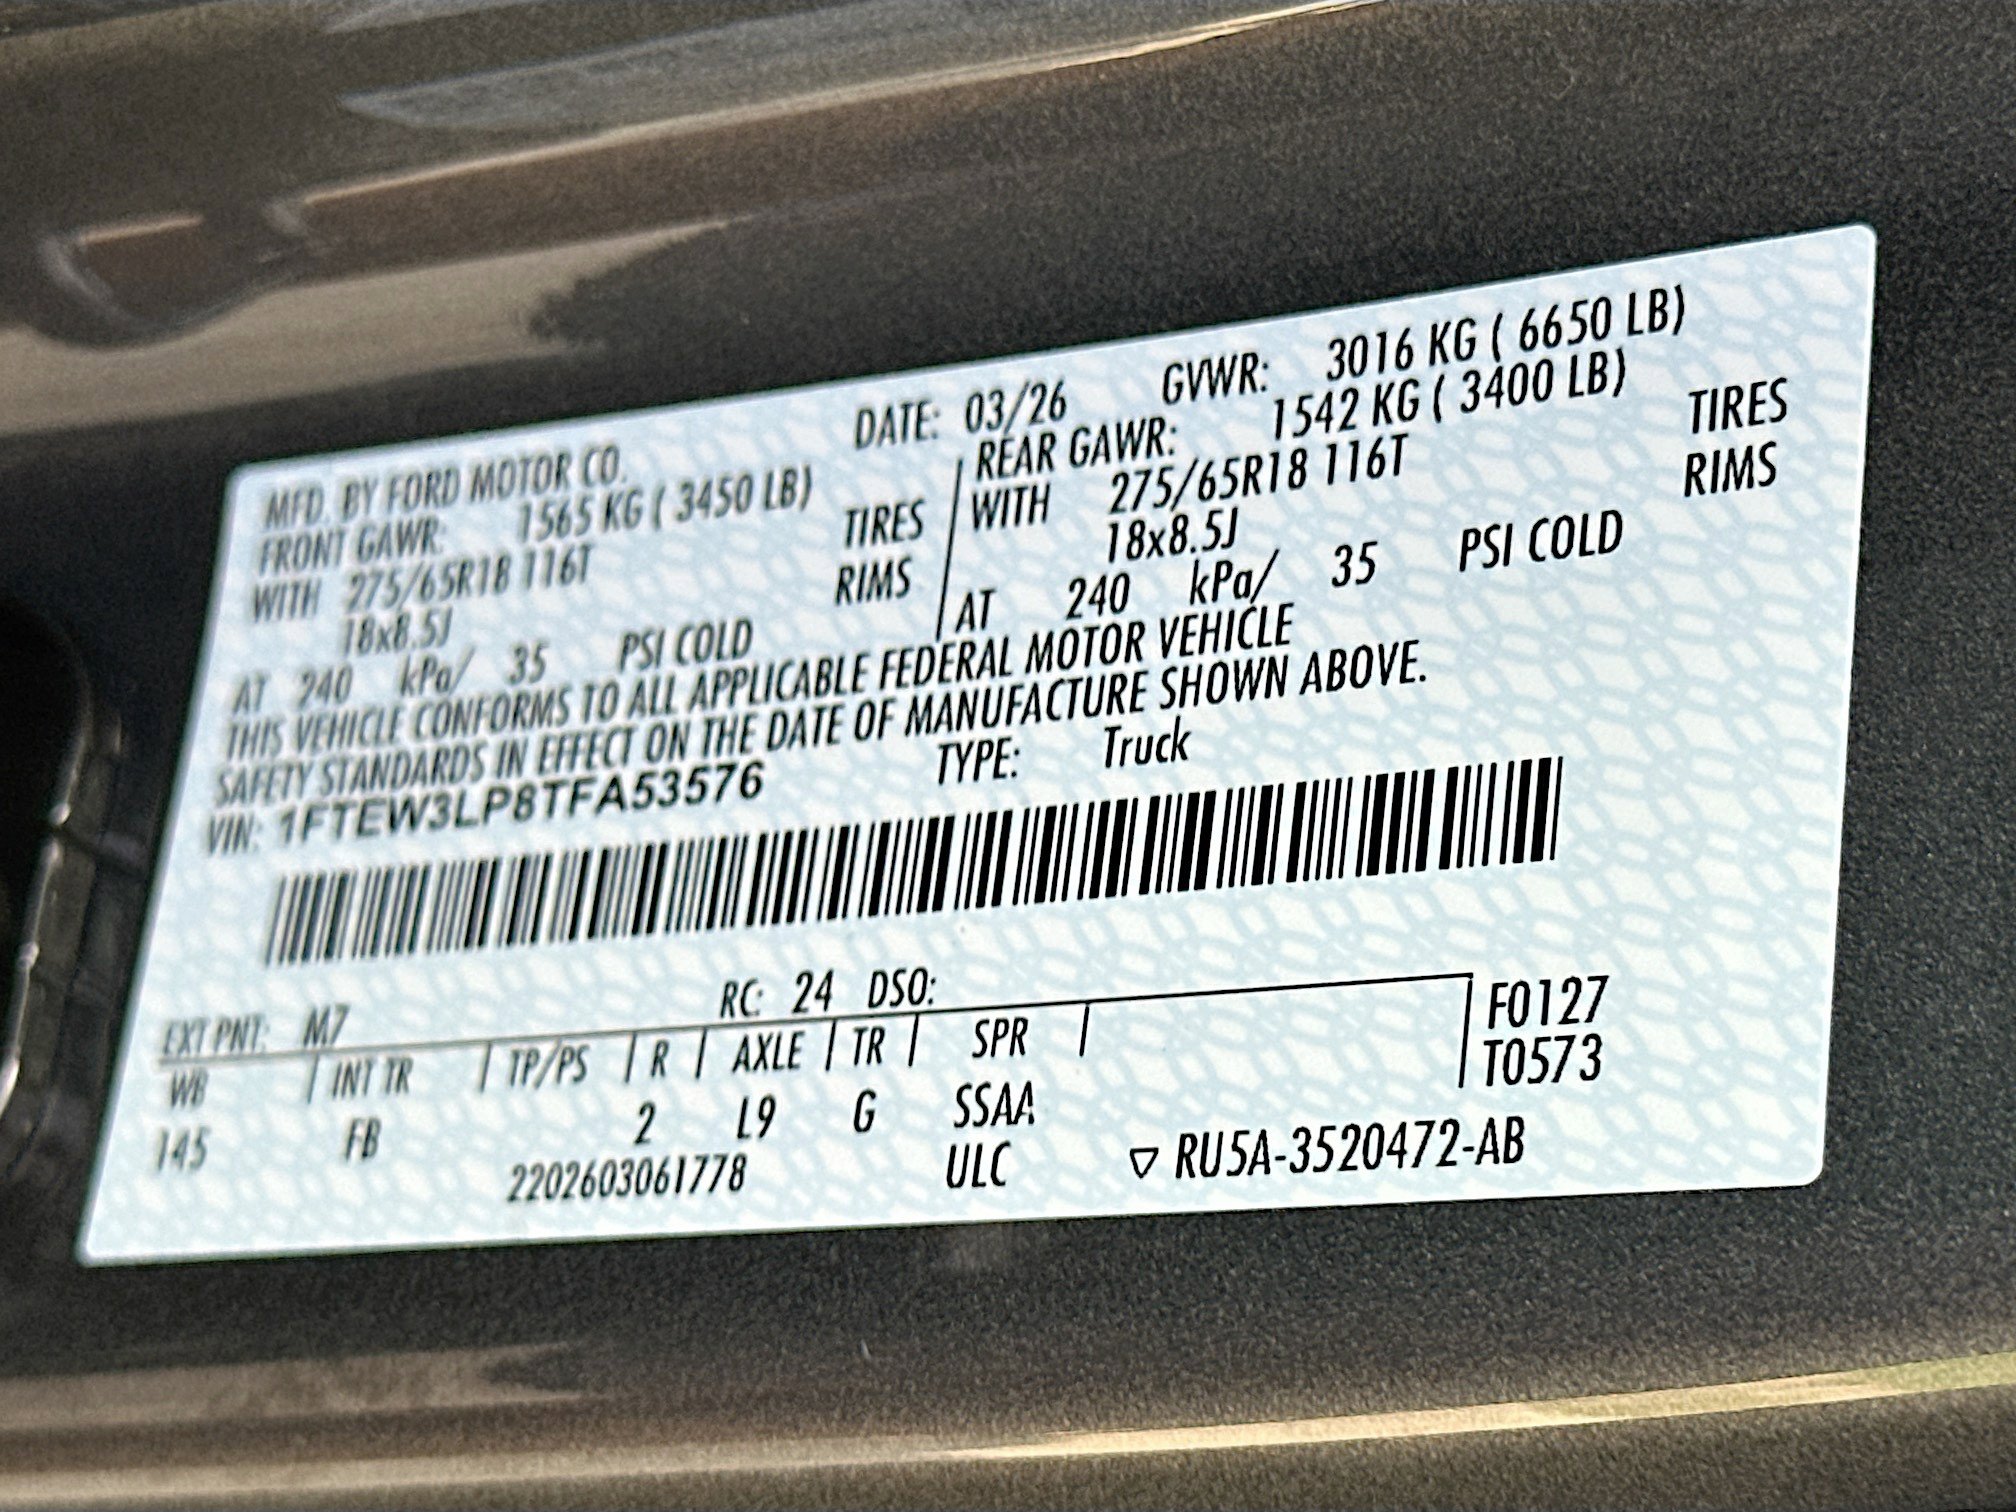 MFD. BY FORD MOTOR CO. DATE: 03/26 GVWR: 3016 KG ( 6650 LB)
FRONT GAWR: 1565 KG ( 3450 LB) REAR GAWR: 1542 KG ( 3400 LB)
WITH 275/65R18 116T TIRES WITH 275/65R18 116T TIRES
18x8.5J RIMS 18x8.5J RIMS
AT 240 kPa/ 35 PSI COLD AT 240 kPa/ 35 PSI COLD
THIS VEHICLE CONFORMS TO ALL APPLICABLE FEDERAL MOTOR VEHICLE
SAFETY STANDARDS IN EFFECT ON THE DATE OF MANUFACTURE SHOWN ABOVE.
VIN: 1FTEW3LP8TFA53576 TYPE: Truck
EXT PNT: M7 RC: 24 DSO: F0127
WB INT TR TP/PS R AXLE TR SPR T0573
145 FB 2 L9 G SSAA
2202603061778 ULC ▽ RU5A-3520472-AB